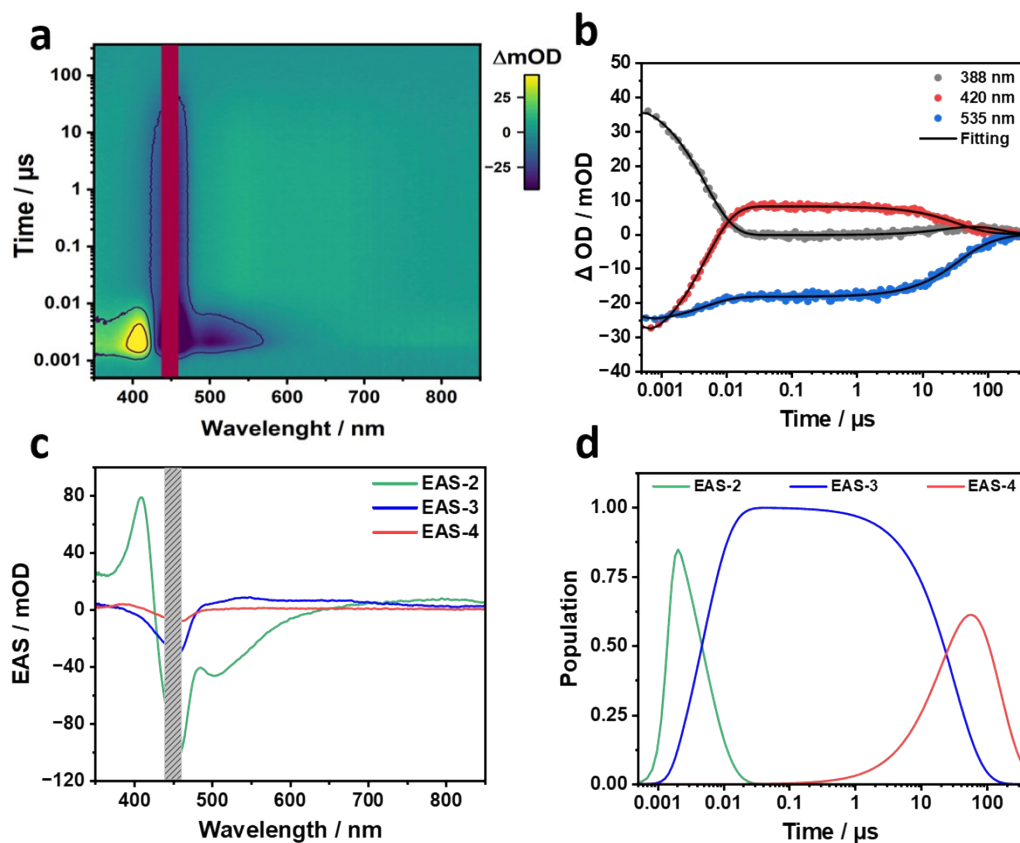 a
ΔmOD
100
10
1
0.1
0.01
0.001
Time / µs
25
0
−25
400 500 600 700 800
Wavelenght / nm
b
388 nm
420 nm
535 nm
Fitting
40
30
20
10
0
−10
−20
−30
−40
Δ OD / mOD
0.001 0.01 0.1 1 10 100
Time / µs
c
EAS-2
EAS-3
EAS-4
80
40
0
−40
−80
−120
EAS / mOD
400 500 600 700 800
Wavelength / nm
d
EAS-2 EAS-3 EAS-4
1.00
0.75
0.50
0.25
0.00
Population
0.001 0.01 0.1 1 10 100
Time / µs